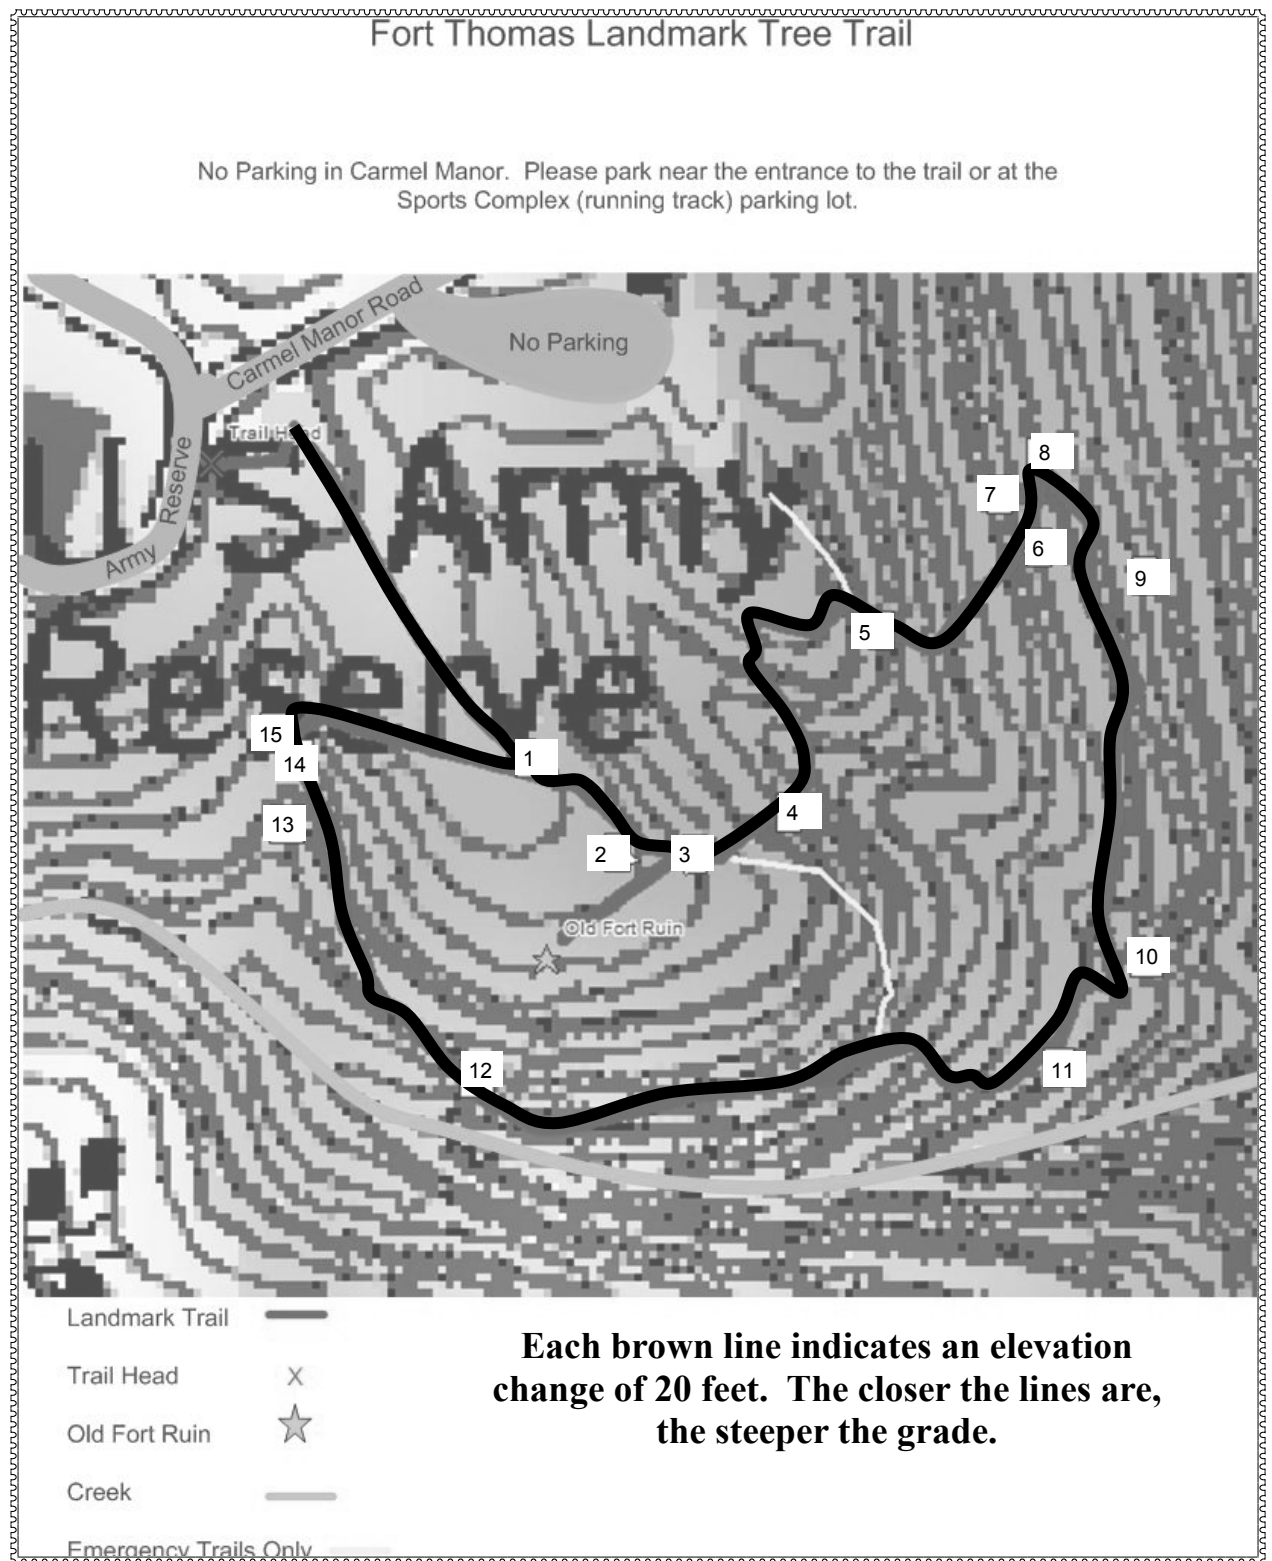 Fort Thomas Landmark Tree Trail
No Parking in Carmel Manor. Please park near the entrance to the trail or at the
Sports Complex (running track) parking lot.
Carmel Manor Road
No Parking
Trail Head
Reserve
Army
US Army
Reserve
8
7
6
9
5
1
15
14
4
13
2
3
Old Fort Ruin
10
12
11
Landmark Trail
Trail Head
X
Old Fort Ruin
Creek
Emergency Trails Only
Each brown line indicates an elevation
change of 20 feet. The closer the lines are,
the steeper the grade.